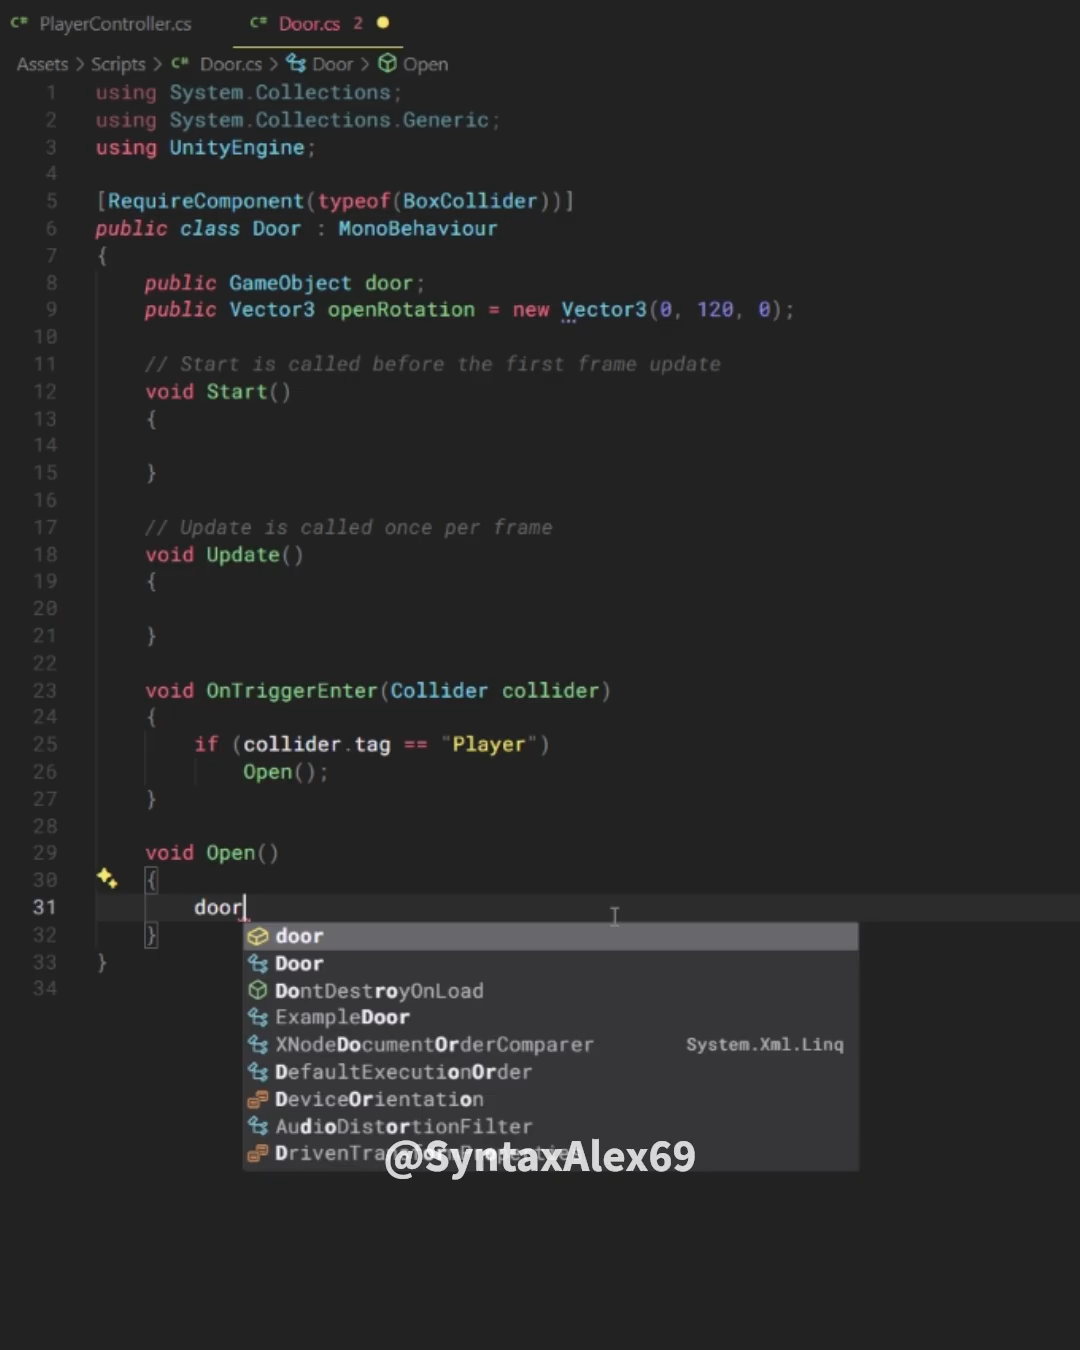 C# PlayerController.cs
C# Door.cs 2
Assets > Scripts > C# Door.cs > Door > Open
1 using System.Collections;
2 using System.Collections.Generic;
3 using UnityEngine;
4
5 [RequireComponent(typeof(BoxCollider))]
6 public class Door : MonoBehaviour
7 {
8 public GameObject door;
9 public Vector3 openRotation = new Vector3(0, 120, 0);
10
11 // Start is called before the first frame update
12 void Start()
13 {
14
15 }
16
17 // Update is called once per frame
18 void Update()
19 {
20
21 }
22
23 void OnTriggerEnter(Collider collider)
24 {
25 if (collider.tag == "Player")
26 Open();
27 }
28
29 void Open()
30 {
31 door
32 }
33 }
34
door
Door
DontDestroyOnLoad
ExampleDoor
XNodeDocumentOrderComparer System.Xml.Linq
DefaultExecutionOrder
DeviceOrientation
AudioDistortionFilter
DrivenTransformProperties
@SyntaxAlex69